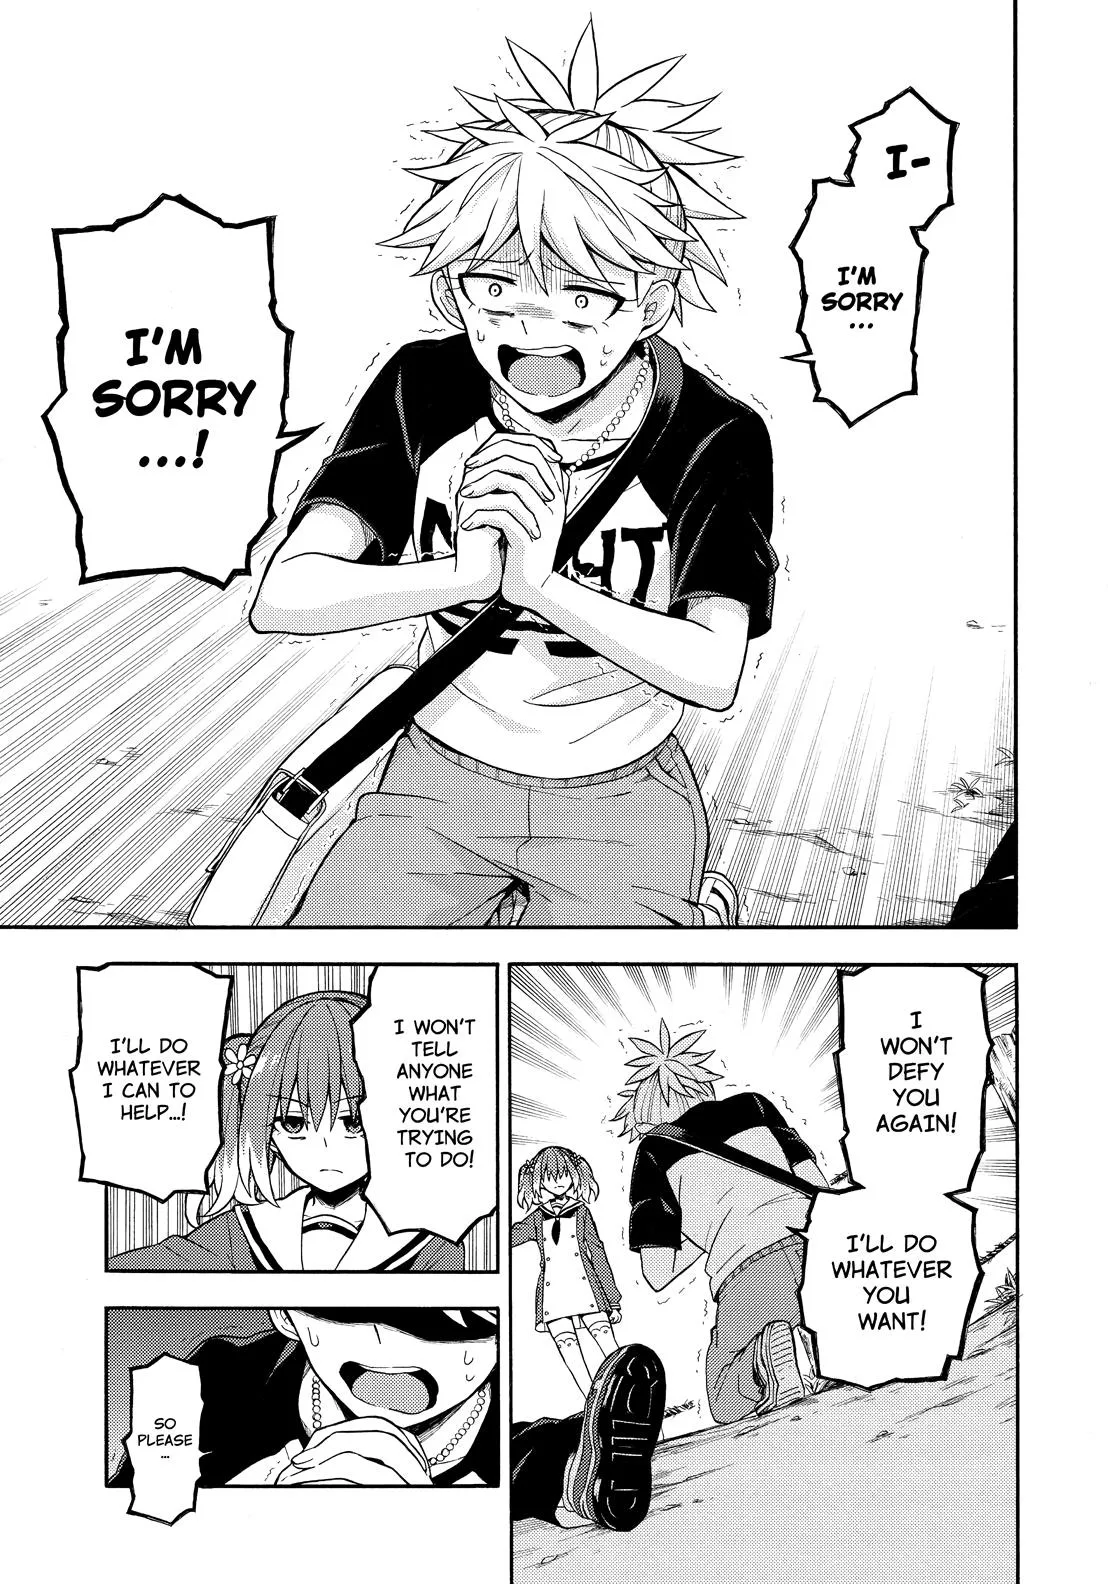 I-
I'M
SORRY
...
I'M
SORRY
...!
I
WON'T
DEFY
YOU
AGAIN!
I'LL DO
WHATEVER
YOU
WANT!
I WON'T
TELL
ANYONE
WHAT
YOU'RE
TRYING
TO DO!
I'LL DO
WHATEVER
I CAN TO
HELP...!
SO
PLEASE
...